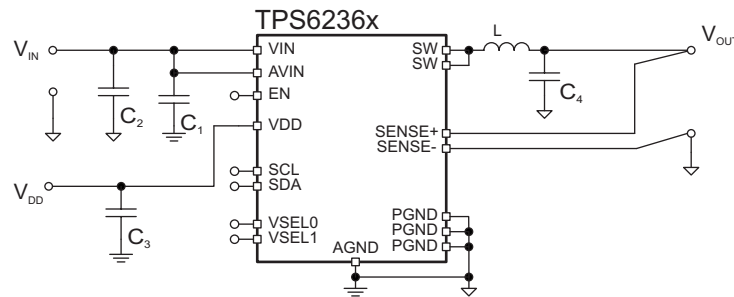 TPS6236x
V_IN
VIN
SW
L
V_OUT
SW
AVIN
C_2
C_1
EN
C_4
VDD
SENSE+
SENSE-
SCL
V_DD
SDA
C_3
VSEL0
VSEL1
PGND
PGND
PGND
AGND